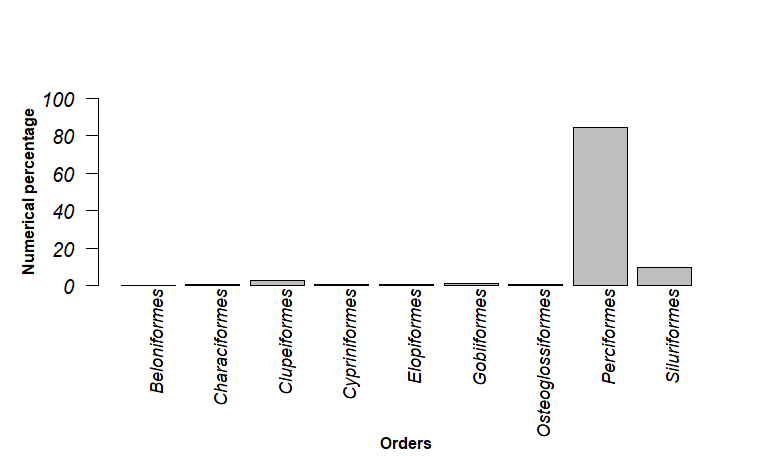 100
80
60
40
20
0
Numerical percentage
Beloniformes
Characiformes
Clupeiformes
Cypriniformes
Elopiformes
Gobiiformes
Osteoglossiformes
Perciformes
Siluriformes
Orders